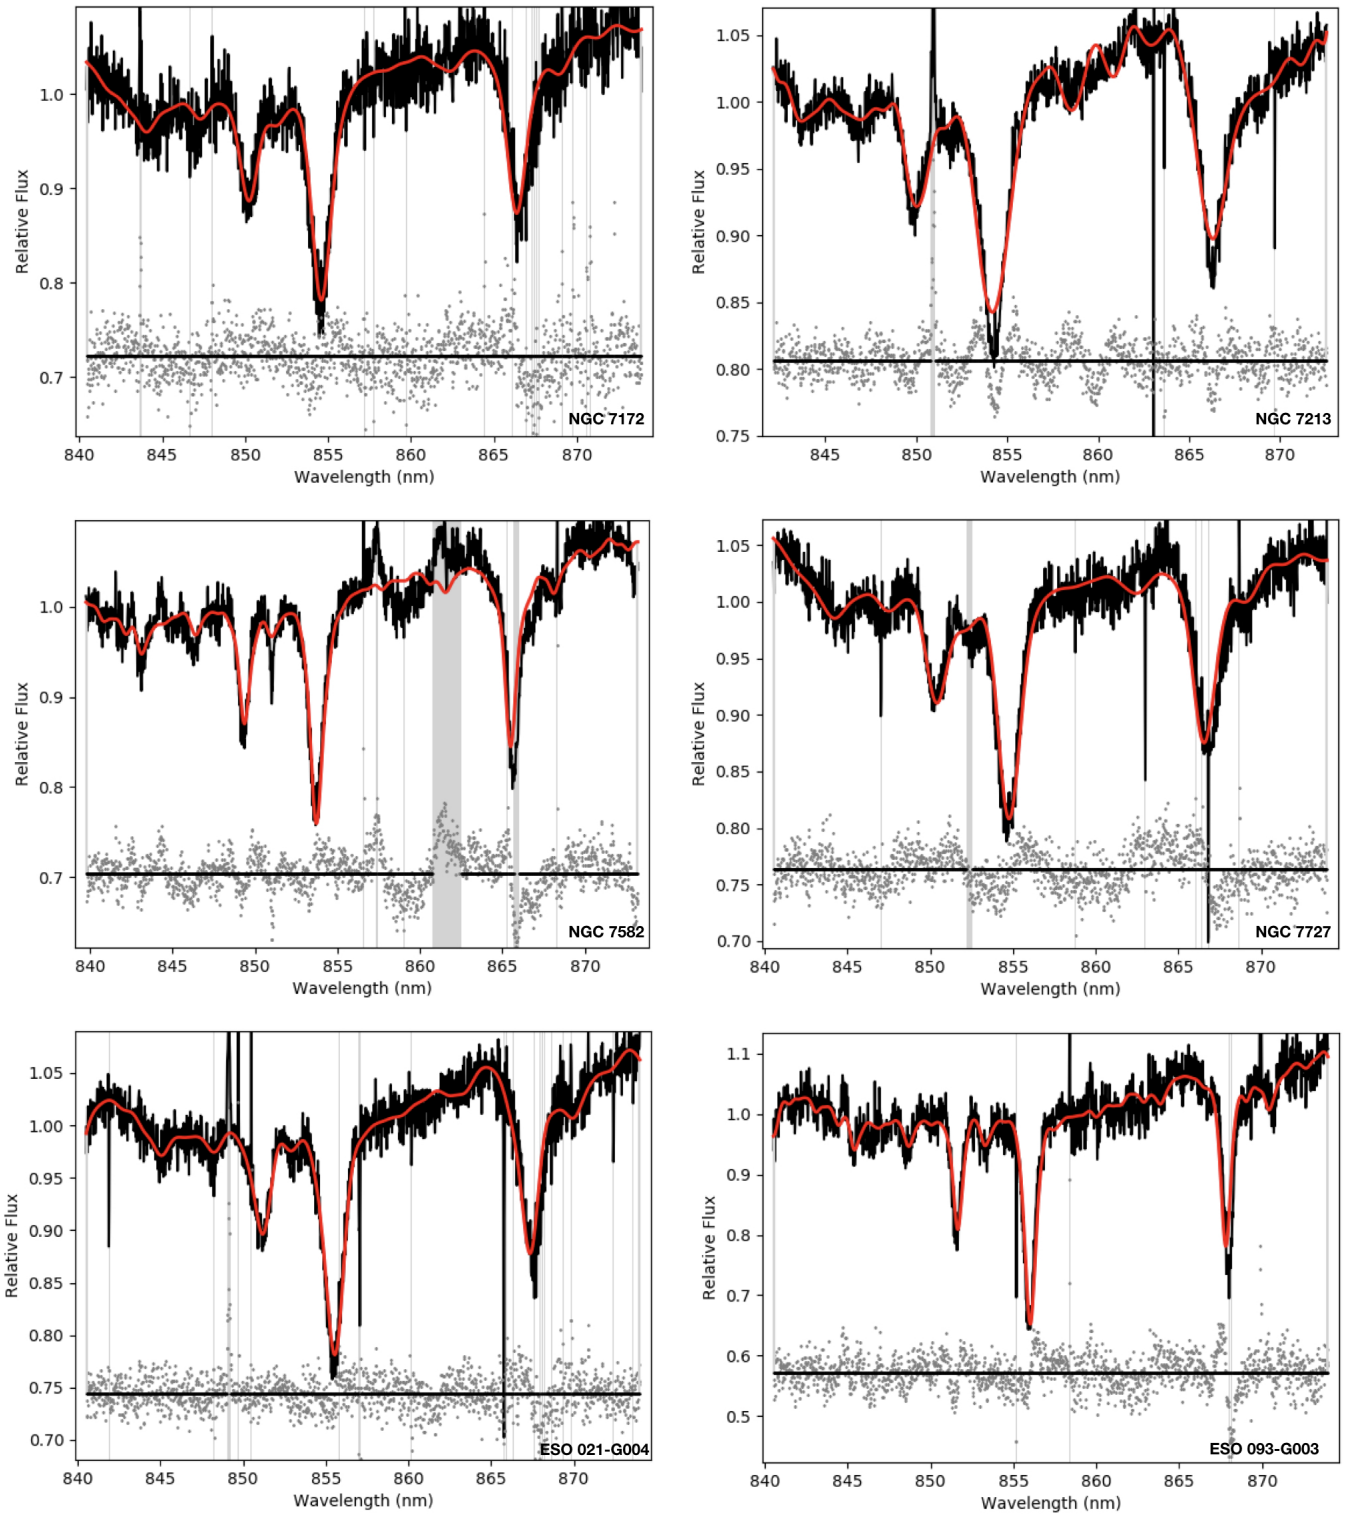 1.0
0.9
0.8
0.7
Relative Flux
NGC 7172
840 845 850 855 860 865 870
Wavelength (nm)
1.05
1.00
0.95
0.90
0.85
0.80
0.75
Relative Flux
NGC 7213
845 850 855 860 865 870
Wavelength (nm)
1.0
0.9
0.8
0.7
Relative Flux
NGC 7582
840 845 850 855 860 865 870
Wavelength (nm)
1.05
1.00
0.95
0.90
0.85
0.80
0.75
0.70
Relative Flux
NGC 7727
840 845 850 855 860 865 870
Wavelength (nm)
1.05
1.00
0.95
0.90
0.85
0.80
0.75
0.70
Relative Flux
ESO 021-G004
840 845 850 855 860 865 870
Wavelength (nm)
1.1
1.0
0.9
0.8
0.7
0.6
0.5
Relative Flux
ESO 093-G003
840 845 850 855 860 865 870
Wavelength (nm)